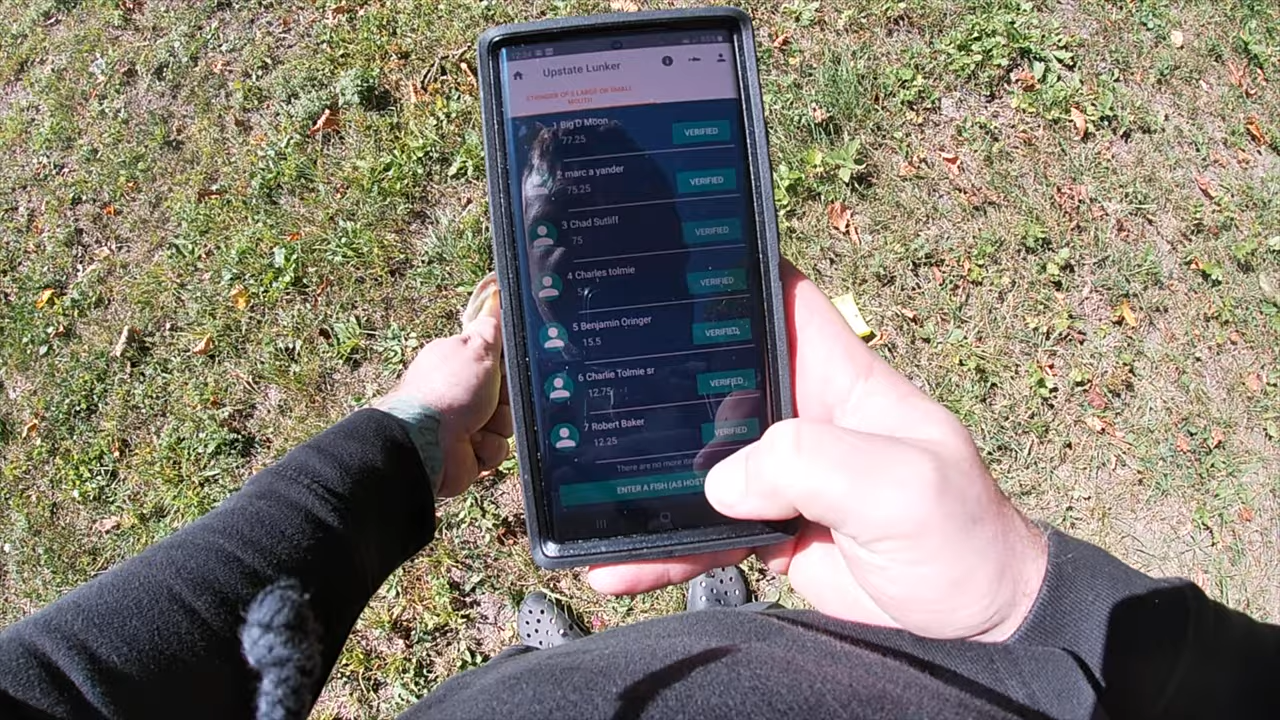 Upstate Lunker
STRINGER OF 5 LARGE OR SMALL
MOUTH
1 Big D Moon
77.25
VERIFIED
2 marc a yander
75.25
VERIFIED
3 Chad Sutliff
75
VERIFIED
4 Charles tolmie
VERIFIED
5 Benjamin Oringer
15.5
VERIFIED
6 Charlie Tolmie sr
12.75
VERIFIED
7 Robert Baker
12.25
VERIFIED
There are no more items
ENTER A FISH (AS HOST